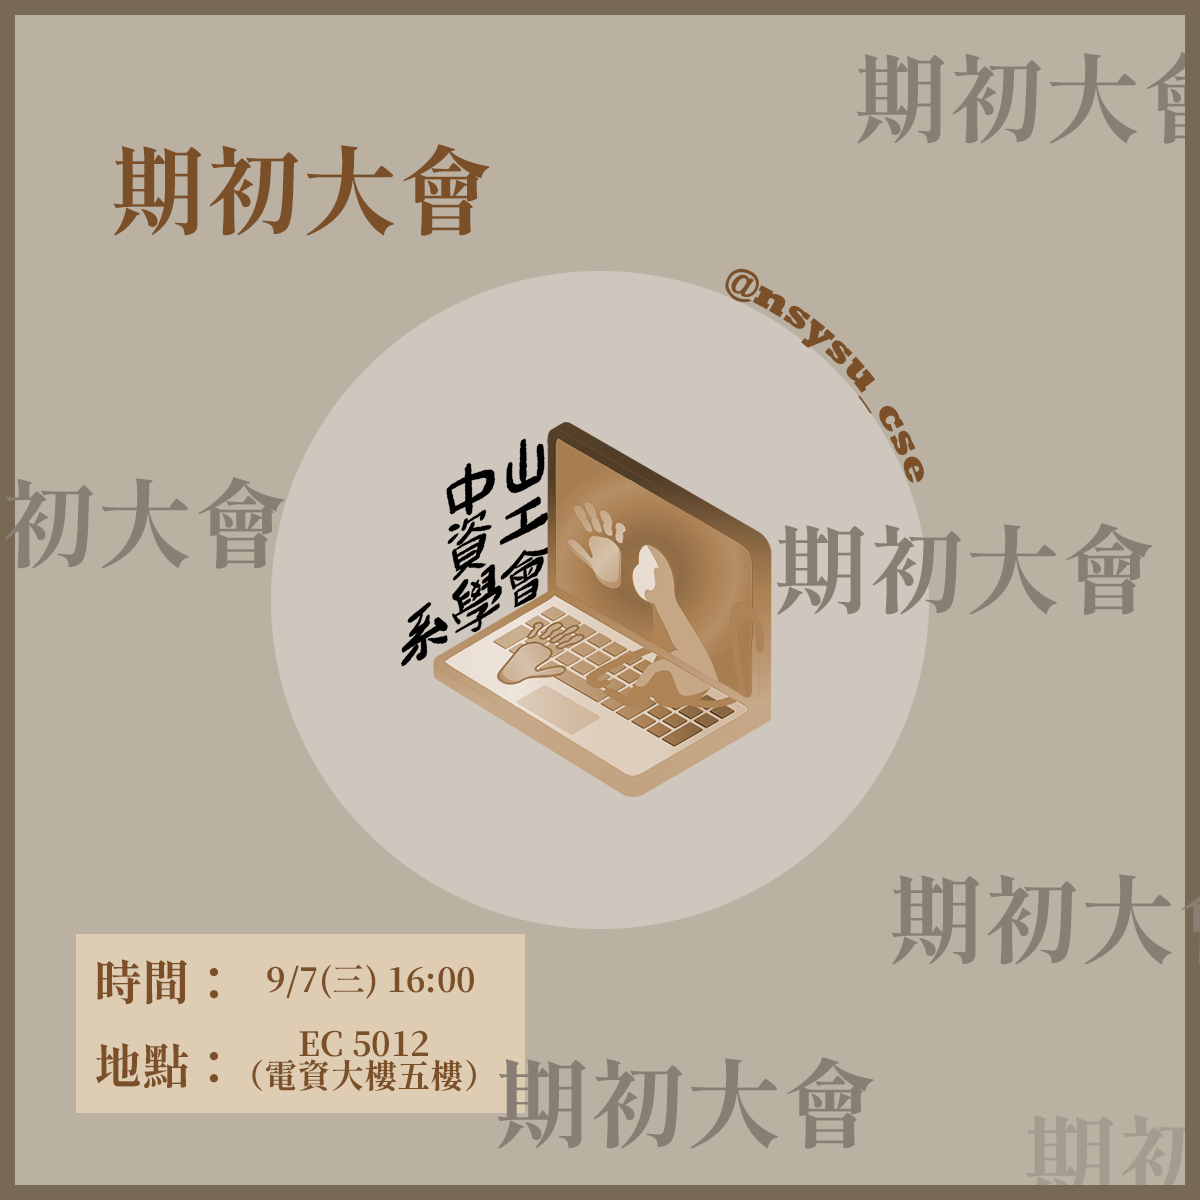 期初大會
期初大會
@nsysu_cse
中山
資工
系學會
初大會
期初大會
期初大會
時間： 9/7(三) 16:00
地點： EC 5012
（電資大樓五樓）
期初大會
期初